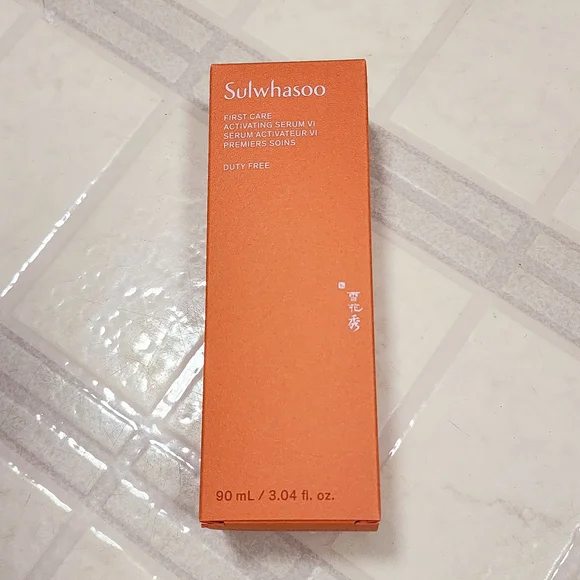 Sulwhasoo
FIRST CARE
ACTIVATING SERUM VI
SÉRUM ACTIVATEUR VI
PREMIERS SOINS
DUTY FREE
雪花秀
90 mL / 3.04 fl. oz.